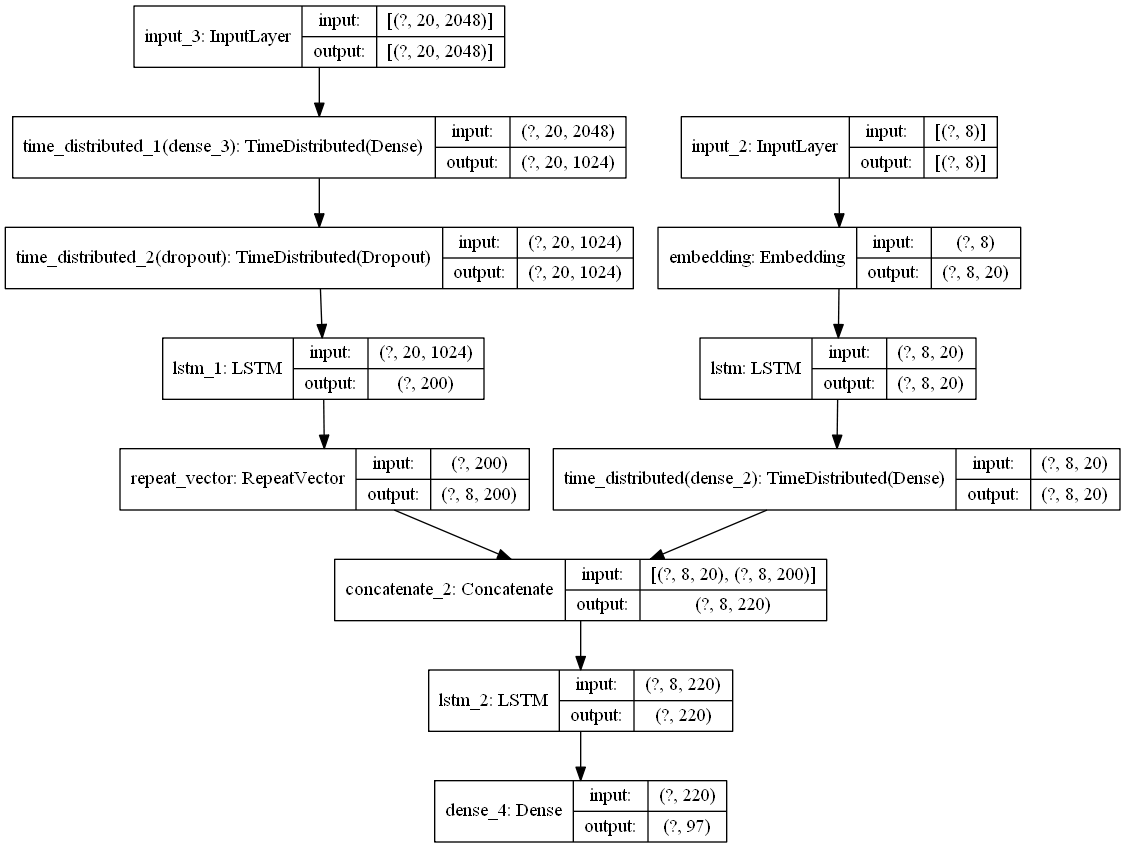 input_3: InputLayer
input: [(?, 20, 2048)]
output: [(?, 20, 2048)]
time_distributed_1(dense_3): TimeDistributed(Dense)
input: (?, 20, 2048)
output: (?, 20, 1024)
input_2: InputLayer
input: [(?, 8)]
output: [(?, 8)]
time_distributed_2(dropout): TimeDistributed(Dropout)
input: (?, 20, 1024)
output: (?, 20, 1024)
embedding: Embedding
input: (?, 8)
output: (?, 8, 20)
lstm_1: LSTM
input: (?, 20, 1024)
output: (?, 200)
lstm: LSTM
input: (?, 8, 20)
output: (?, 8, 20)
repeat_vector: RepeatVector
input: (?, 200)
output: (?, 8, 200)
time_distributed(dense_2): TimeDistributed(Dense)
input: (?, 8, 20)
output: (?, 8, 20)
concatenate_2: Concatenate
input: [(?, 8, 20), (?, 8, 200)]
output: (?, 8, 220)
lstm_2: LSTM
input: (?, 8, 220)
output: (?, 220)
dense_4: Dense
input: (?, 220)
output: (?, 97)